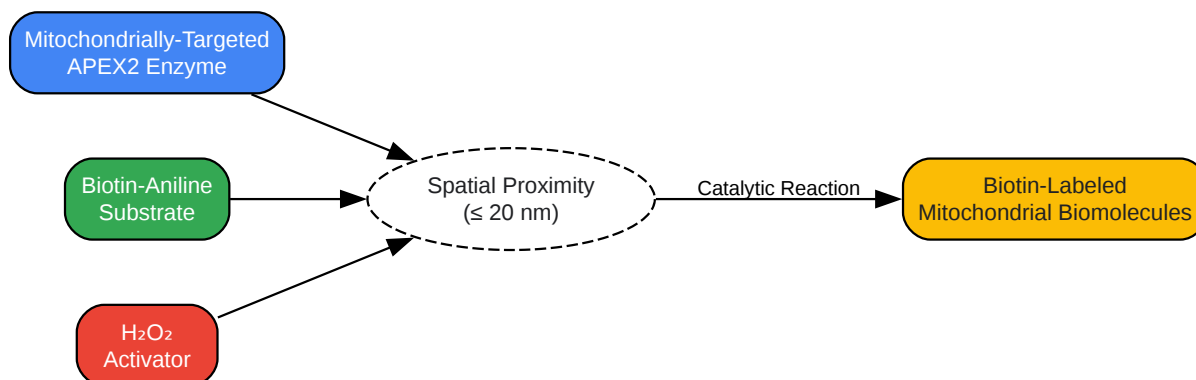 Mitochondrially-Targeted
APEX2 Enzyme
Biotin-Aniline
Substrate
H₂O₂
Activator
Spatial Proximity
(≤ 20 nm)
Catalytic Reaction
Biotin-Labeled
Mitochondrial Biomolecules